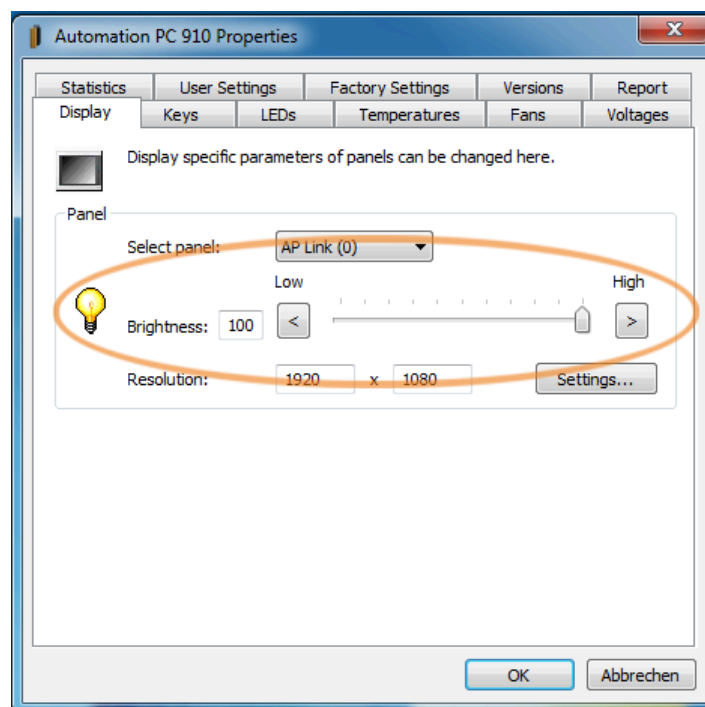 Automation PC 910 Properties
X
Statistics User Settings Factory Settings Versions Report
Display Keys LEDs Temperatures Fans Voltages
Display specific parameters of panels can be changed here.
Panel
Select panel: AP Link (0)
Low High
Brightness: 100 < >
Resolution: 1920 x 1080 Settings...
OK Abbrechen